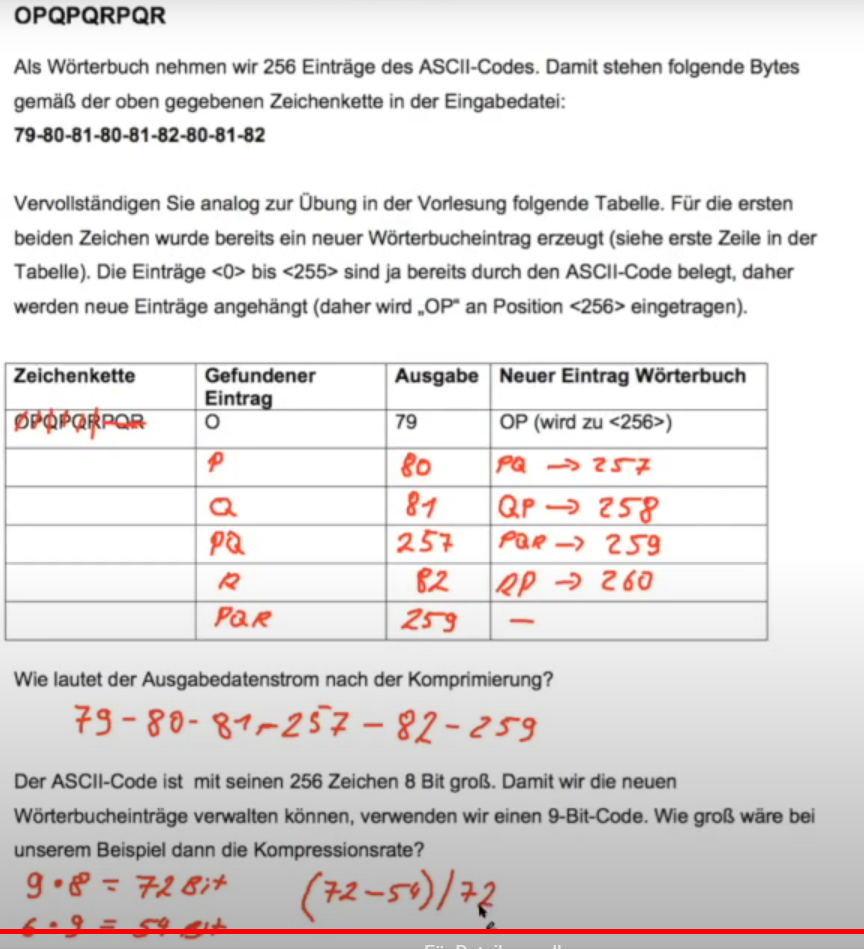 OPQPQRPQR
Als Wörterbuch nehmen wir 256 Einträge des ASCII-Codes. Damit stehen folgende Bytes
gemäß der oben gegebenen Zeichenkette in der Eingabedatei:
79-80-81-80-81-82-80-81-82
Vervollständigen Sie analog zur Übung in der Vorlesung folgende Tabelle. Für die ersten
beiden Zeichen wurde bereits ein neuer Wörterbucheintrag erzeugt (siehe erste Zeile in der
Tabelle). Die Einträge <0> bis <255> sind ja bereits durch den ASCII-Code belegt, daher
werden neue Einträge angehängt (daher wird „OP“ an Position <256> eingetragen).
Zeichenkette Gefundener Eintrag Ausgabe Neuer Eintrag Wörterbuch
OPQPQRPQR O 79 OP (wird zu <256>)
P 80 PQ -> 257
Q 81 QP -> 258
PQ 257 PQR -> 259
R 82 RP -> 260
PQR 259 —
Wie lautet der Ausgabedatenstrom nach der Komprimierung?
79 - 80 - 81 - 257 - 82 - 259
Der ASCII-Code ist mit seinen 256 Zeichen 8 Bit groß. Damit wir die neuen
Wörterbucheinträge verwalten können, verwenden wir einen 9-Bit-Code. Wie groß wäre bei
unserem Beispiel dann die Kompressionsrate?
9 · 8 = 72 Bit (72-54)/72
6 · 9 = 54 Bit